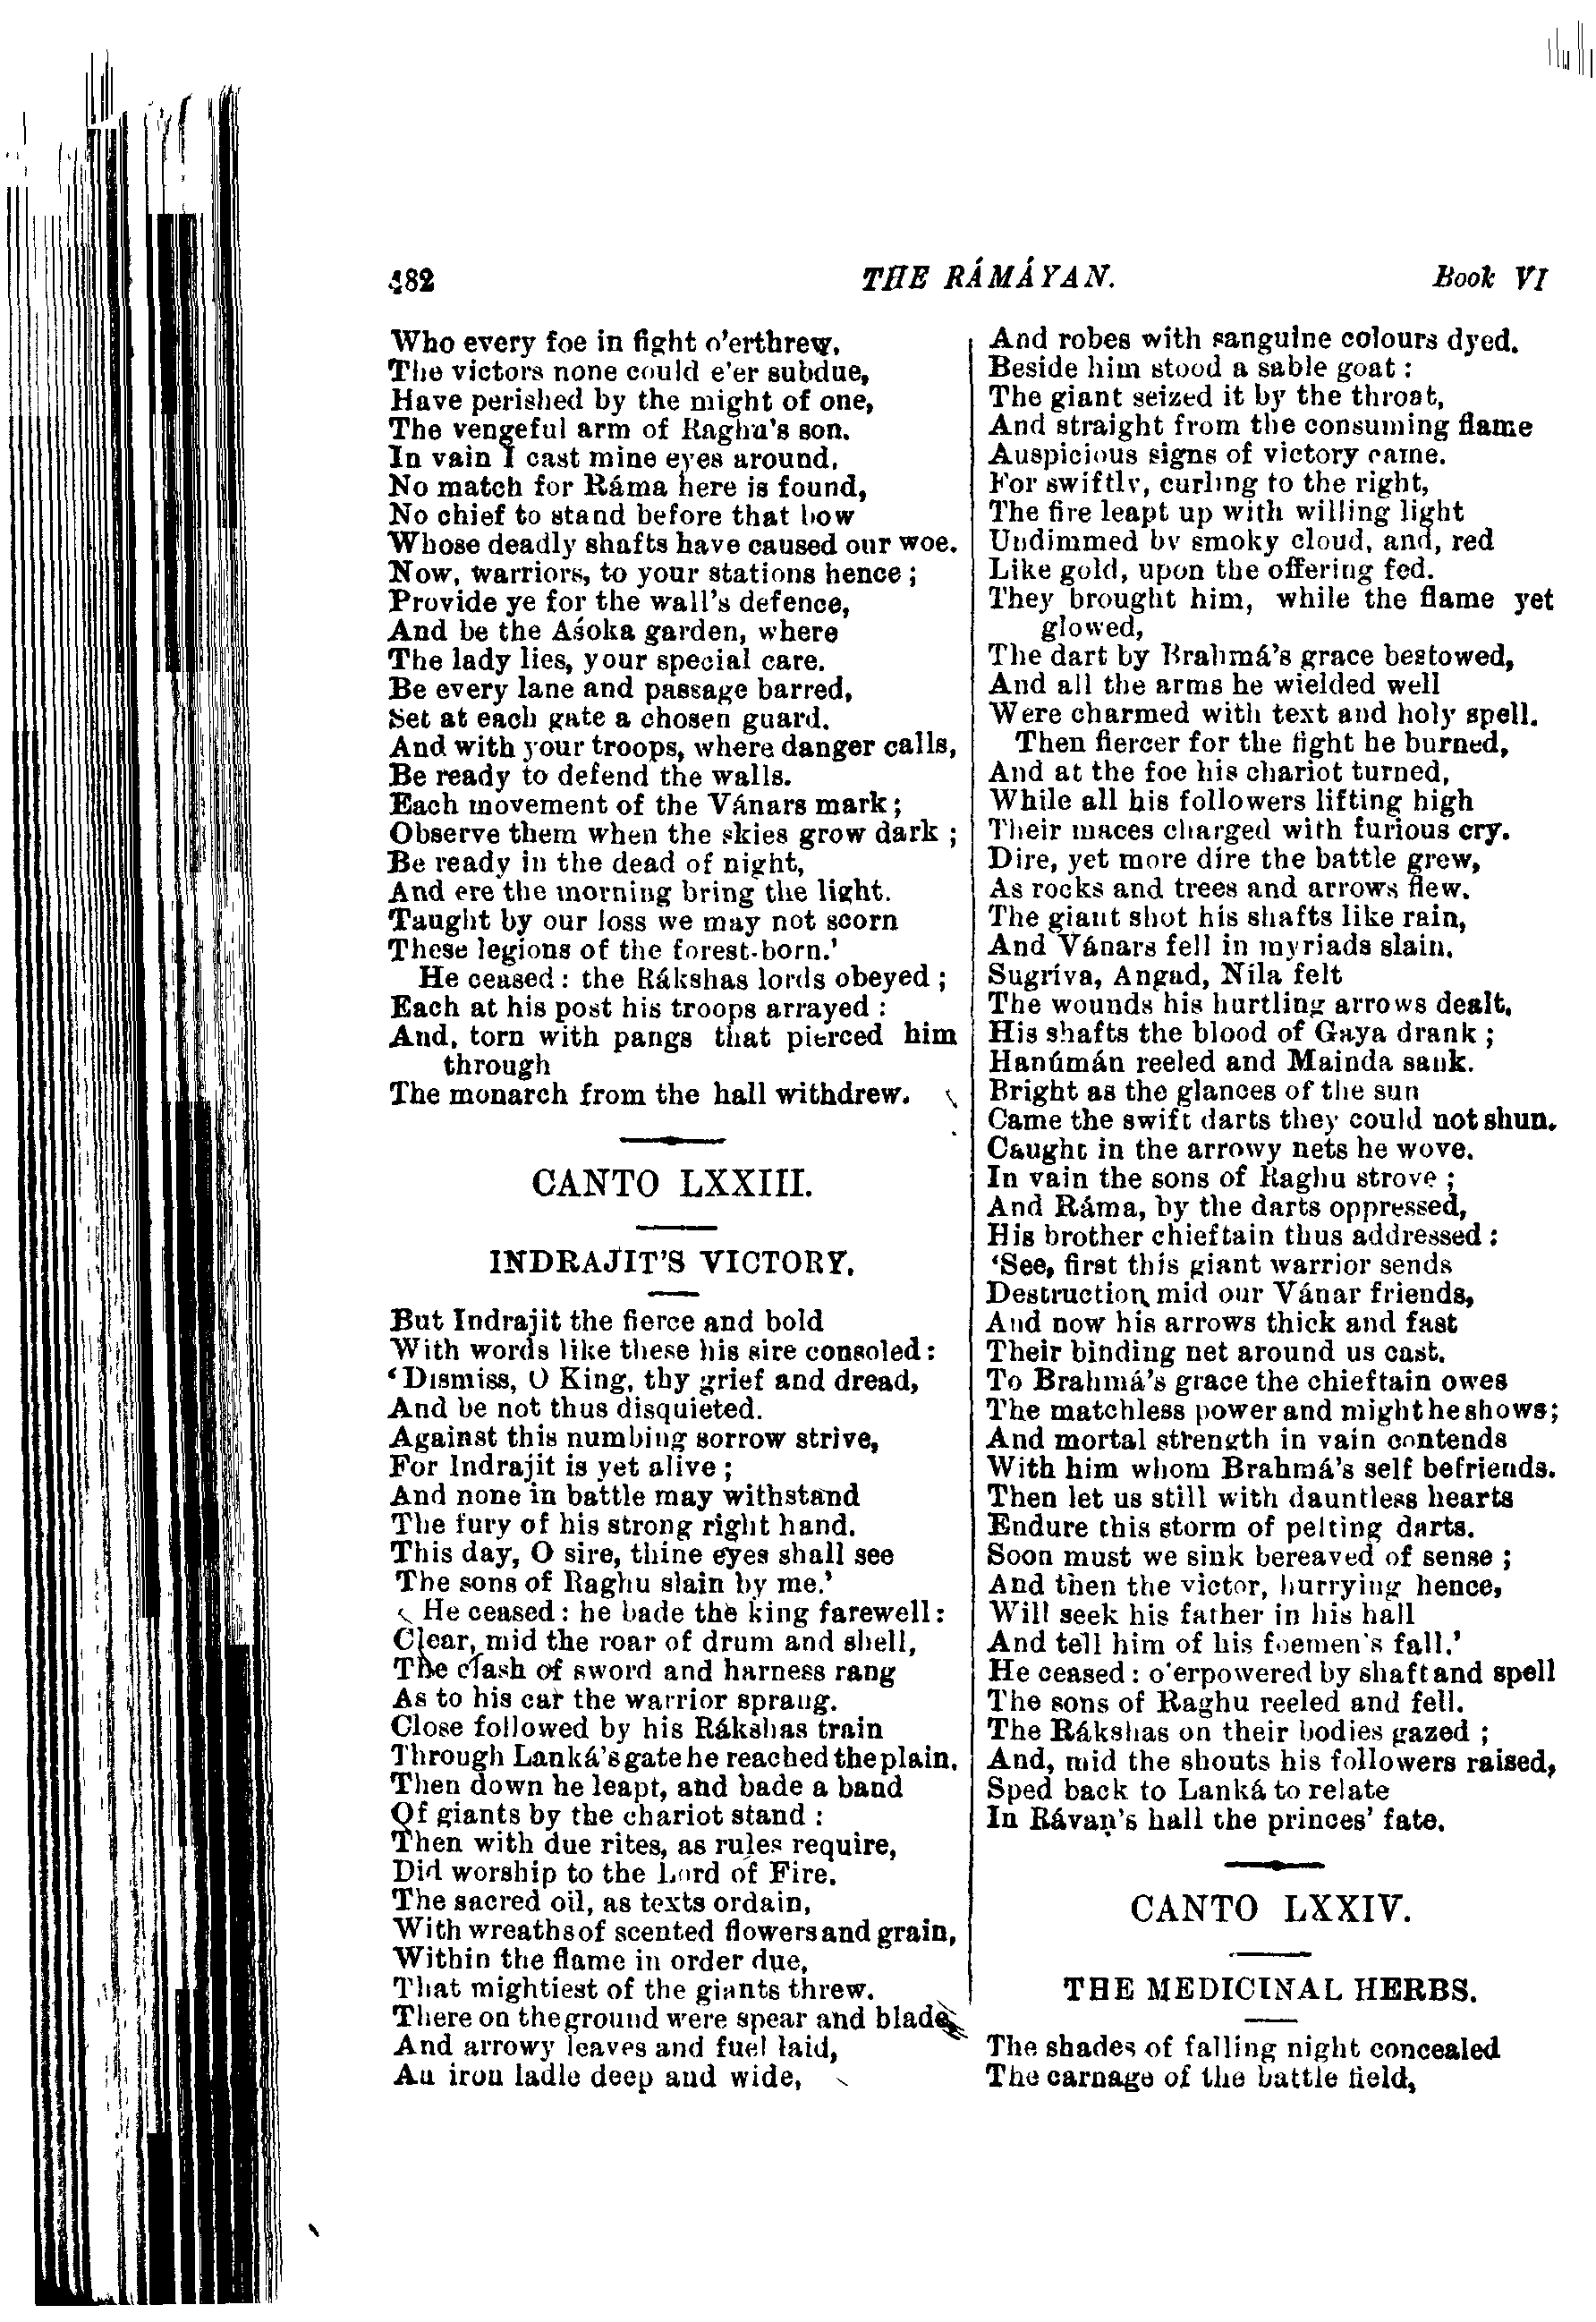 482
THE RÁMÁYAN.
Book VI
Who every foe in fight o'erthrew,
The victors none could e'er subdue,
Have perished by the might of one,
The vengeful arm of Raghu's son.
In vain I cast mine eyes around,
No match for Ráma here is found,
No chief to stand before that bow
Whose deadly shafts have caused our woe.
Now, warriors, to your stations hence;
Provide ye for the wall's defence,
And be the Aśoka garden, where
The lady lies, your special care.
Be every lane and passage barred,
Set at each gate a chosen guard.
And with your troops, where danger calls,
Be ready to defend the walls.
Each movement of the Vánars mark;
Observe them when the skies grow dark;
Be ready in the dead of night,
And ere the morning bring the light.
Taught by our loss we may not scorn
These legions of the forest-born.'
He ceased: the Rákshas lords obeyed;
Each at his post his troops arrayed:
And, torn with pangs that pierced him
through
The monarch from the hall withdrew.
CANTO LXXIII.
INDRAJIT'S VICTORY.
But Indrajit the fierce and bold
With words like these his sire consoled:
'Dismiss, O King, thy grief and dread,
And be not thus disquieted.
Against this numbing sorrow strive,
For Indrajit is yet alive;
And none in battle may withstand
The fury of his strong right hand.
This day, O sire, thine eyes shall see
The sons of Raghu slain by me.'
He ceased: he bade the king farewell:
Clear, mid the roar of drum and shell,
The clash of sword and harness rang
As to his car the warrior sprang.
Close followed by his Rákshas train
Through Lanká's gate he reached the plain.
Then down he leapt, and bade a band
Of giants by the chariot stand:
Then with due rites, as rules require,
Did worship to the Lord of Fire.
The sacred oil, as texts ordain,
With wreaths of scented flowers and grain,
Within the flame in order due,
That mightiest of the giants threw.
There on the ground were spear and blade,
And arrowy leaves and fuel laid,
An iron ladle deep and wide,
And robes with sanguine colours dyed.
Beside him stood a sable goat:
The giant seized it by the throat,
And straight from the consuming flame
Auspicious signs of victory came.
For swiftly, curling to the right,
The fire leapt up with willing light
Undimmed by smoky cloud, and, red
Like gold, upon the offering fed.
They brought him, while the flame yet
glowed,
The dart by Brahmá's grace bestowed,
And all the arms he wielded well
Were charmed with text and holy spell.
Then fiercer for the fight he burned,
And at the foe his chariot turned,
While all his followers lifting high
Their maces charged with furious cry.
Dire, yet more dire the battle grew,
As rocks and trees and arrows flew.
The giant shot his shafts like rain,
And Vánars fell in myriads slain.
Sugríva, Angad, Níla felt
The wounds his hurtling arrows dealt.
His shafts the blood of Gaya drank;
Hanúmán reeled and Mainda sank.
Bright as the glances of the sun
Came the swift darts they could not shun.
Caught in the arrowy nets he wove.
In vain the sons of Raghu strove;
And Ráma, by the darts oppressed,
His brother chieftain thus addressed:
'See, first this giant warrior sends
Destruction mid our Vánar friends,
And now his arrows thick and fast
Their binding net around us cast.
To Brahmá's grace the chieftain owes
The matchless power and might he shows;
And mortal strength in vain contends
With him whom Brahmá's self befriends.
Then let us still with dauntless hearts
Endure this storm of pelting darts.
Soon must we sink bereaved of sense;
And then the victor, hurrying hence,
Will seek his father in his hall
And tell him of his foemen's fall.'
He ceased: o'erpowered by shaft and spell
The sons of Raghu reeled and fell.
The Rákshas on their bodies gazed;
And, mid the shouts his followers raised,
Sped back to Lanká to relate
In Rávaṇ's hall the princes' fate.
CANTO LXXIV.
THE MEDICINAL HERBS.
The shades of falling night concealed
The carnage of the battle field,